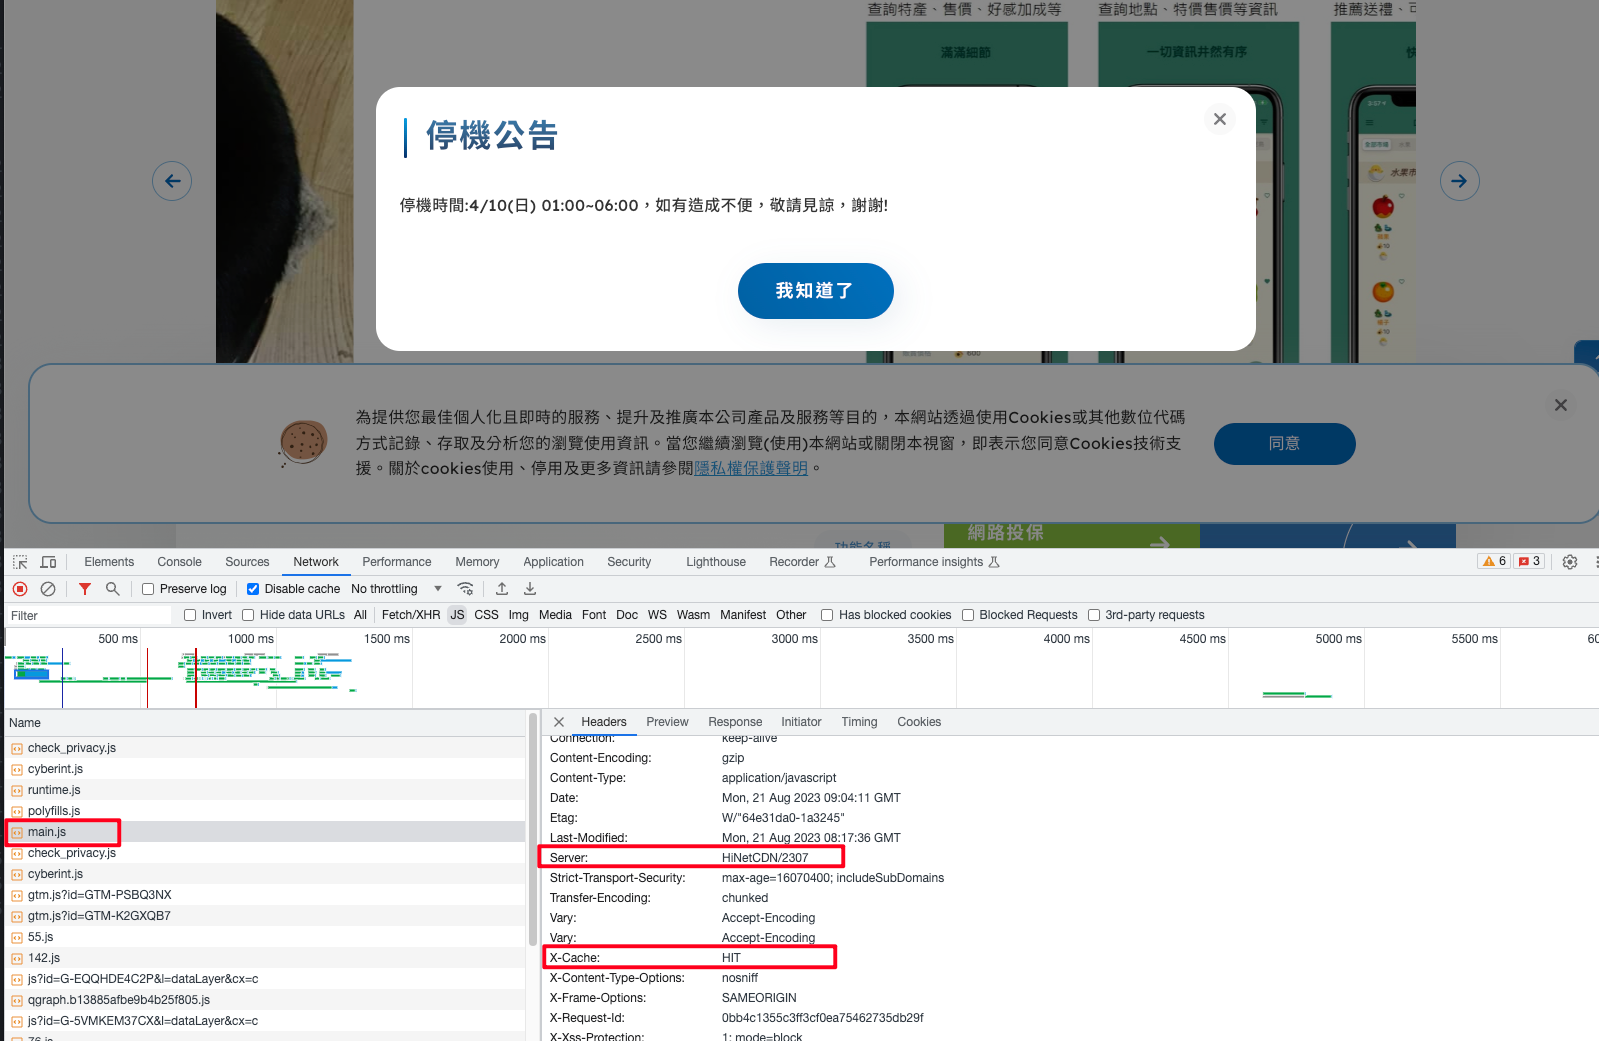 查詢特產、售價、好感加成等
查詢地點、特價售價等資訊
滿滿細節
一切資訊井然有序
3:57
停機公告
停機時間:4/10(日) 01:00~06:00，如有造成不便，敬請見諒，謝謝!
我知道了
為提供您最佳個人化且即時的服務、提升及推廣本公司產品及服務等目的，本網站透過使用Cookies或其他數位代碼
方式記錄、存取及分析您的瀏覽使用資訊。當您繼續瀏覽(使用)本網站或關閉本視窗，即表示您同意Cookies技術支
援。關於cookies使用、停用及更多資訊請參閱隱私權保護聲明。
同意
功能名稱
網路投保
Elements Console Sources Network Performance Memory Application Security Lighthouse Recorder Performance insights 6 3
Preserve log Disable cache No throttling
Filter Invert Hide data URLs All Fetch/XHR JS CSS Img Media Font Doc WS Wasm Manifest Other Has blocked cookies Blocked Requests 3rd-party requests
500 ms 1000 ms 1500 ms 2000 ms 2500 ms 3000 ms 3500 ms 4000 ms 4500 ms 5000 ms 5500 ms
Name
check_privacy.js
cyberint.js
runtime.js
polyfills.js
main.js
check_privacy.js
cyberint.js
gtm.js?id=GTM-PSBQ3NX
gtm.js?id=GTM-K2GXQB7
55.js
142.js
js?id=G-EQQHDE4C2P&l=dataLayer&cx=c
qgraph.b13885afbe9b4b25f805.js
js?id=G-5VMKEM37CX&l=dataLayer&cx=c
76.js
Headers Preview Response Initiator Timing Cookies
Connection: keep-alive
Content-Encoding: gzip
Content-Type: application/javascript
Date: Mon, 21 Aug 2023 09:04:11 GMT
Etag: W/"64e31da0-1a3245"
Last-Modified: Mon, 21 Aug 2023 08:17:36 GMT
Server: HiNetCDN/2307
Strict-Transport-Security: max-age=16070400; includeSubDomains
Transfer-Encoding: chunked
Vary: Accept-Encoding
Vary: Accept-Encoding
X-Cache: HIT
X-Content-Type-Options: nosniff
X-Frame-Options: SAMEORIGIN
X-Request-Id: 0bb4c1355c3ff3cf0ea75462735db29f
X-Xss-Protection: 1; mode=block